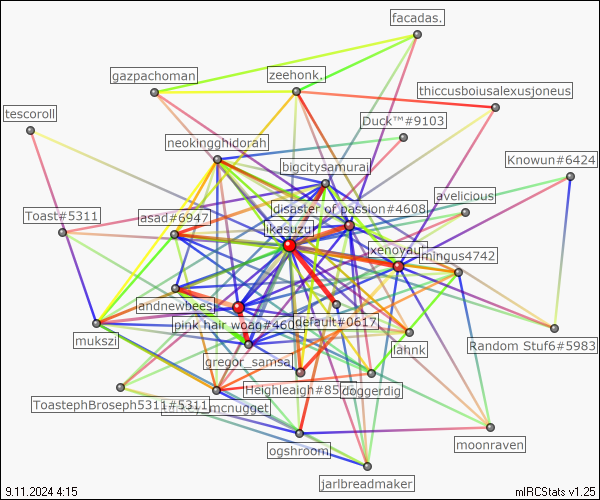 facadas.
zeehonk.
gazpachoman
thiccusboiusalexusjoneus
tescoroll
Duck™#9103
neokingghidorah
Knowun#6424
bigcitysamurai
avelicious
disaster of passion#4608
Toast#5311
asad#6947
ikasuzu
xenoyaur
mingus4742
andnewbees
pink hair woag#460
default#0617
mukszi
lahnk
Random Stuf6#5983
gregor_samsa
Heighleigh#85
doggerdig
ToastephBroseph5311#5311
mcnugget
ogshroom
moonraven
jarlbreadmaker
9.11.2024 4:15
mIRCStats v1.25